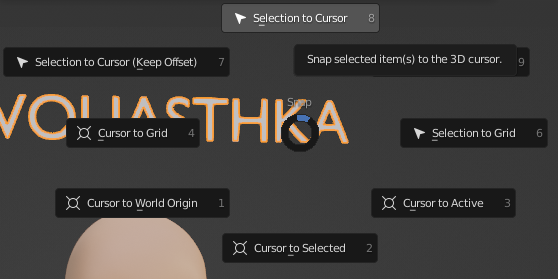 Selection to Cursor 8
Selection to Cursor (Keep Offset) 7
Snap selected item(s) to the 3D cursor.
9
Snap
Cursor to Grid 4
Selection to Grid 6
Cursor to World Origin 1
Cursor to Active 3
Cursor to Selected 2